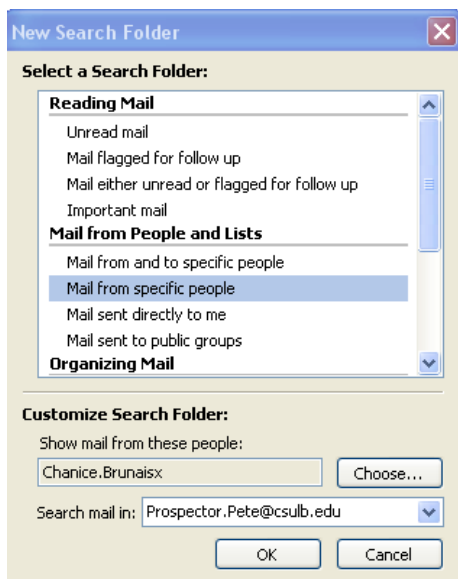 New Search Folder
Select a Search Folder:
Reading Mail
Unread mail
Mail flagged for follow up
Mail either unread or flagged for follow up
Important mail
Mail from People and Lists
Mail from and to specific people
Mail from specific people
Mail sent directly to me
Mail sent to public groups
Organizing Mail
Customize Search Folder:
Show mail from these people:
Chanice.Brunaisx
Choose...
Search mail in: Prospector.Pete@csulb.edu
OK Cancel